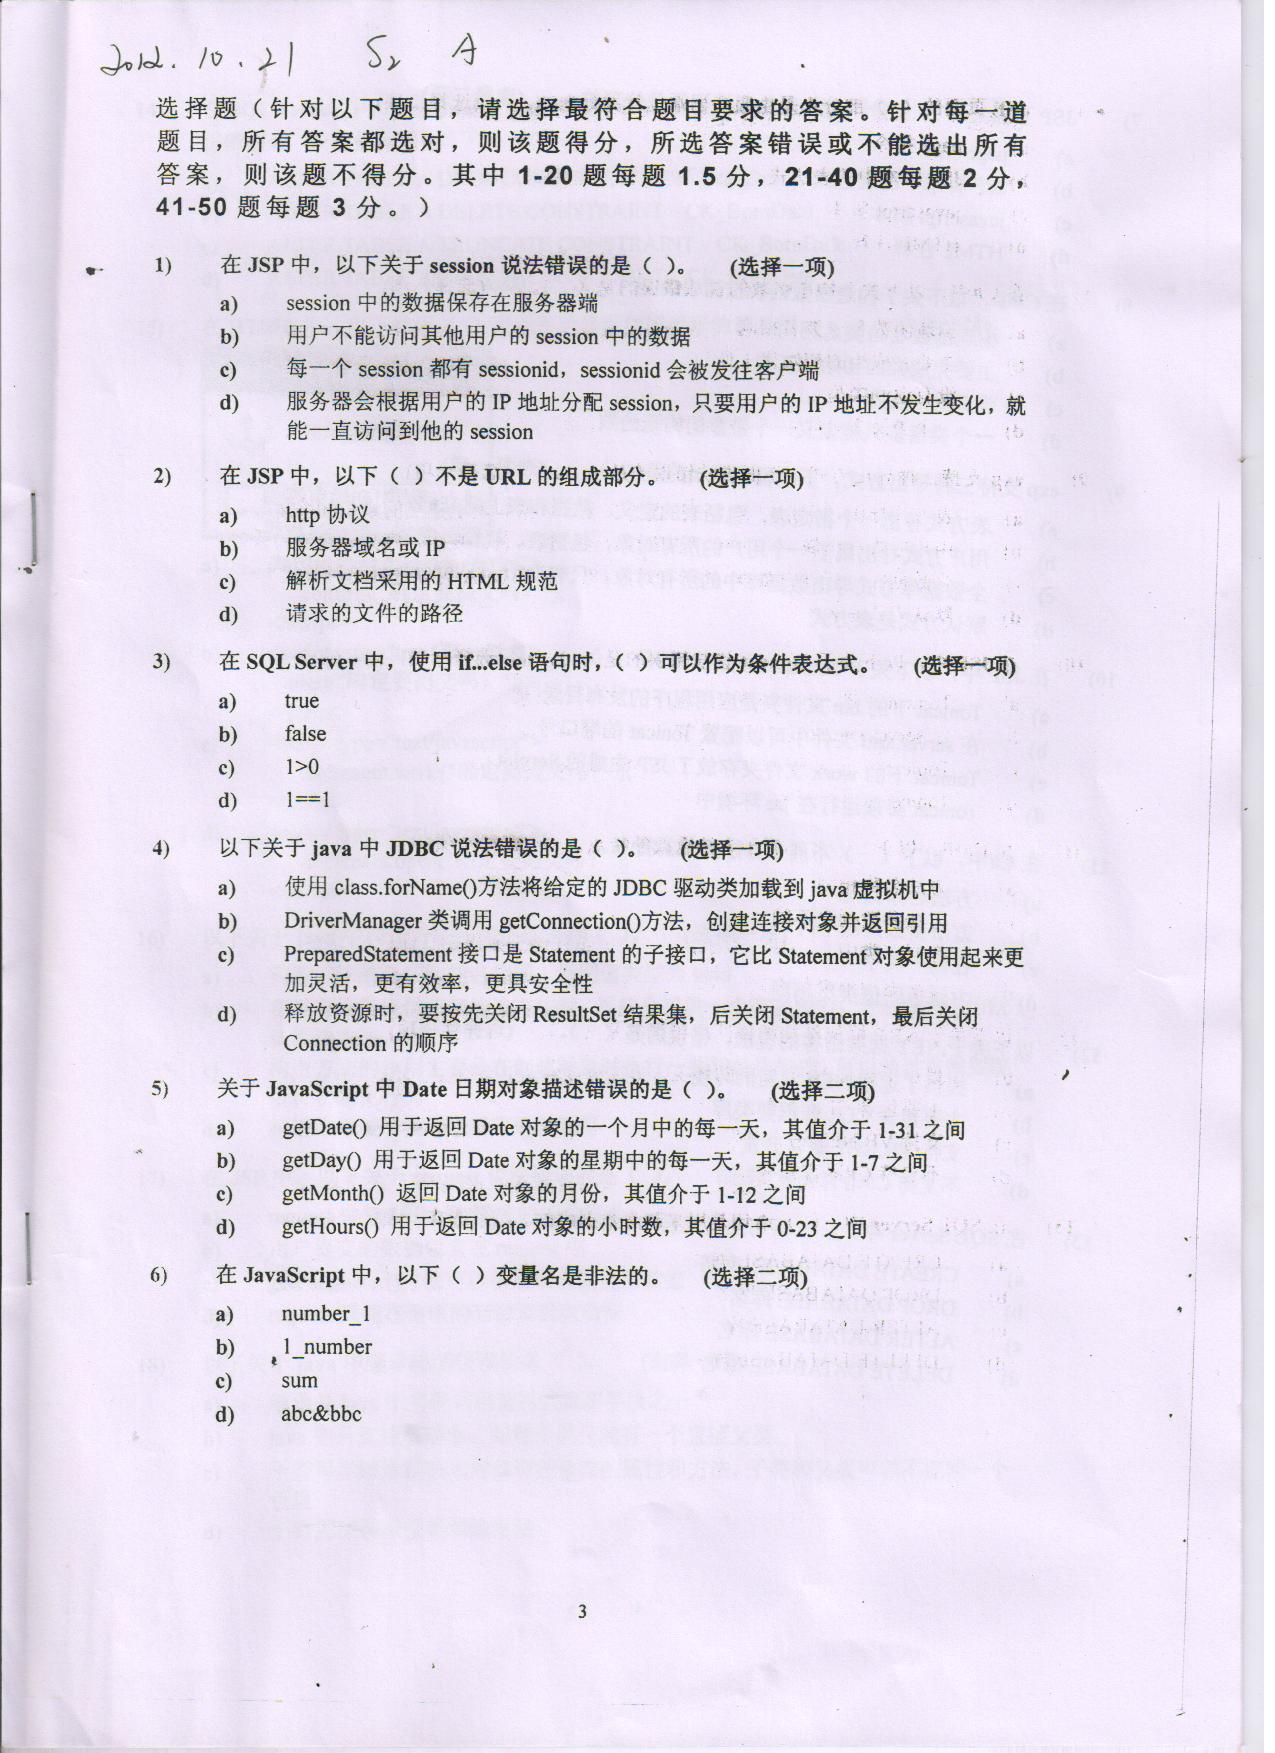 2012.10.21 S2 A
选择题（针对以下题目，请选择最符合题目要求的答案。针对每一道
题目，所有答案都选对，则该题得分，所选答案错误或不能选出所有
答案，则该题不得分。其中 1-20 题每题 1.5 分，21-40 题每题 2 分，
41-50 题每题 3 分。）
1) 在 JSP 中，以下关于 session 说法错误的是（ ）。 (选择一项)
a) session 中的数据保存在服务器端
b) 用户不能访问其他用户的 session 中的数据
c) 每一个 session 都有 sessionid，sessionid 会被发往客户端
d) 服务器会根据用户的 IP 地址分配 session，只要用户的 IP 地址不发生变化，就
能一直访问到他的 session
2) 在 JSP 中，以下（ ）不是 URL 的组成部分。 (选择一项)
a) http 协议
b) 服务器域名或 IP
c) 解析文档采用的 HTML 规范
d) 请求的文件的路径
3) 在 SQL Server 中，使用 if...else 语句时，（ ）可以作为条件表达式。 (选择一项)
a) true
b) false
c) 1>0
d) 1==1
4) 以下关于 java 中 JDBC 说法错误的是（ ）。 (选择一项)
a) 使用 class.forName()方法将给定的 JDBC 驱动类加载到 java 虚拟机中
b) DriverManager 类调用 getConnection()方法，创建连接对象并返回引用
c) PreparedStatement 接口是 Statement 的子接口，它比 Statement 对象使用起来更
加灵活，更有效率，更具安全性
d) 释放资源时，要按先关闭 ResultSet 结果集，后关闭 Statement，最后关闭
Connection 的顺序
5) 关于 JavaScript 中 Date 日期对象描述错误的是（ ）。 (选择二项)
a) getDate() 用于返回 Date 对象的一个月中的每一天，其值介于 1-31 之间
b) getDay() 用于返回 Date 对象的星期中的每一天，其值介于 1-7 之间
c) getMonth() 返回 Date 对象的月份，其值介于 1-12 之间
d) getHours() 用于返回 Date 对象的小时数，其值介于 0-23 之间
6) 在 JavaScript 中，以下（ ）变量名是非法的。 (选择二项)
a) number_1
b) 1_number
c) sum
d) abc&bbc
3